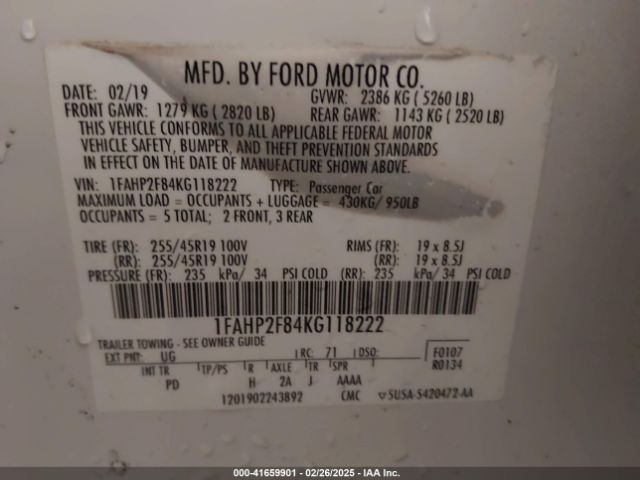 MFD. BY FORD MOTOR CO.
DATE: 02/19 GVWR: 2386 KG ( 5260 LB)
FRONT GAWR: 1279 KG ( 2820 LB) REAR GAWR: 1143 KG ( 2520 LB)
THIS VEHICLE CONFORMS TO ALL APPLICABLE FEDERAL MOTOR
VEHICLE SAFETY, BUMPER, AND THEFT PREVENTION STANDARDS
IN EFFECT ON THE DATE OF MANUFACTURE SHOWN ABOVE.
VIN: 1FAHP2F84KG118222 TYPE: Passenger Car
MAXIMUM LOAD = OCCUPANTS + LUGGAGE = 430KG/ 950LB
OCCUPANTS = 5 TOTAL; 2 FRONT, 3 REAR
TIRE (FR): 255/45R19 100V RIMS (FR): 19 x 8.5J
(RR): 255/45R19 100V (RR): 19 x 8.5J
PRESSURE (FR): 235 kPa/ 34 PSI COLD (RR): 235 kPa/ 34 PSI COLD
1FAHP2F84KG118222
TRAILER TOWING - SEE OWNER GUIDE
EXT PNT: UG RC: 71 DSO: F0107
R0134
INT TR TP/PS R AXLE TR SPR
PD H 2A J AAAA
1201902243892 CMC ▽5USA-5420472-AA
000-41659901 - 02/26/2025 - IAA Inc.